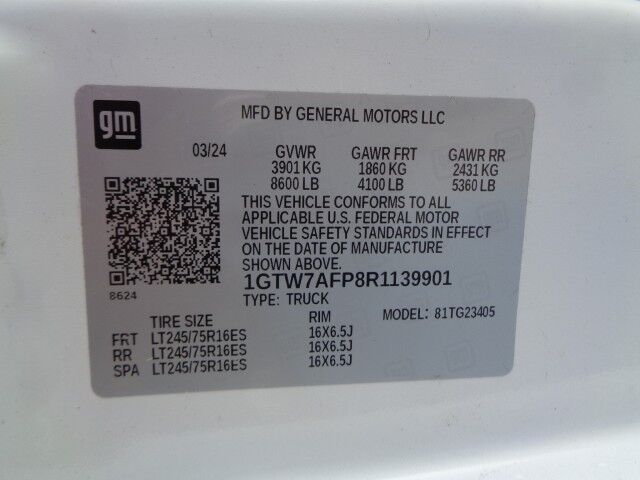 gm
MFD BY GENERAL MOTORS LLC
03/24 GVWR GAWR FRT GAWR RR
3901 KG 1860 KG 2431 KG
8600 LB 4100 LB 5360 LB
THIS VEHICLE CONFORMS TO ALL
APPLICABLE U.S. FEDERAL MOTOR
VEHICLE SAFETY STANDARDS IN EFFECT
ON THE DATE OF MANUFACTURE
SHOWN ABOVE.
8624
1GTW7AFP8R1139901
TYPE: TRUCK
TIRE SIZE RIM MODEL: 81TG23405
FRT LT245/75R16ES 16X6.5J
RR LT245/75R16ES 16X6.5J
SPA LT245/75R16ES 16X6.5J